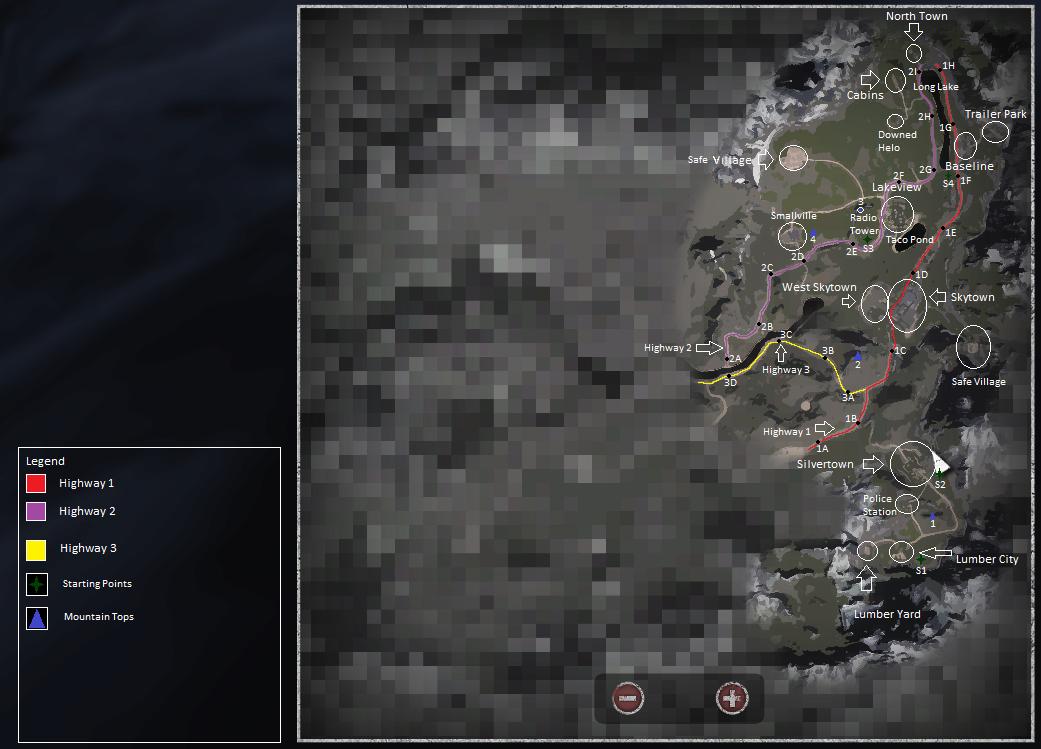 North Town
2I
1H
Long Lake
Cabins
2H
Trailer Park
1G
Downed
Helo
Safe Village
Baseline
2G
2F
S4
1F
Lakeview
3
Smallville
Radio
Tower
4
1E
Taco Pond
S3
2E
2D
2C
1D
West Skytown
Skytown
2B
3C
Highway 2
3B
1C
2A
2
Highway 3
3D
Safe Village
3A
1B
Highway 1
1A
Silvertown
S2
Police
Station
1
Lumber City
S1
Lumber Yard
Legend
Highway 1
Highway 2
Highway 3
Starting Points
Mountain Tops